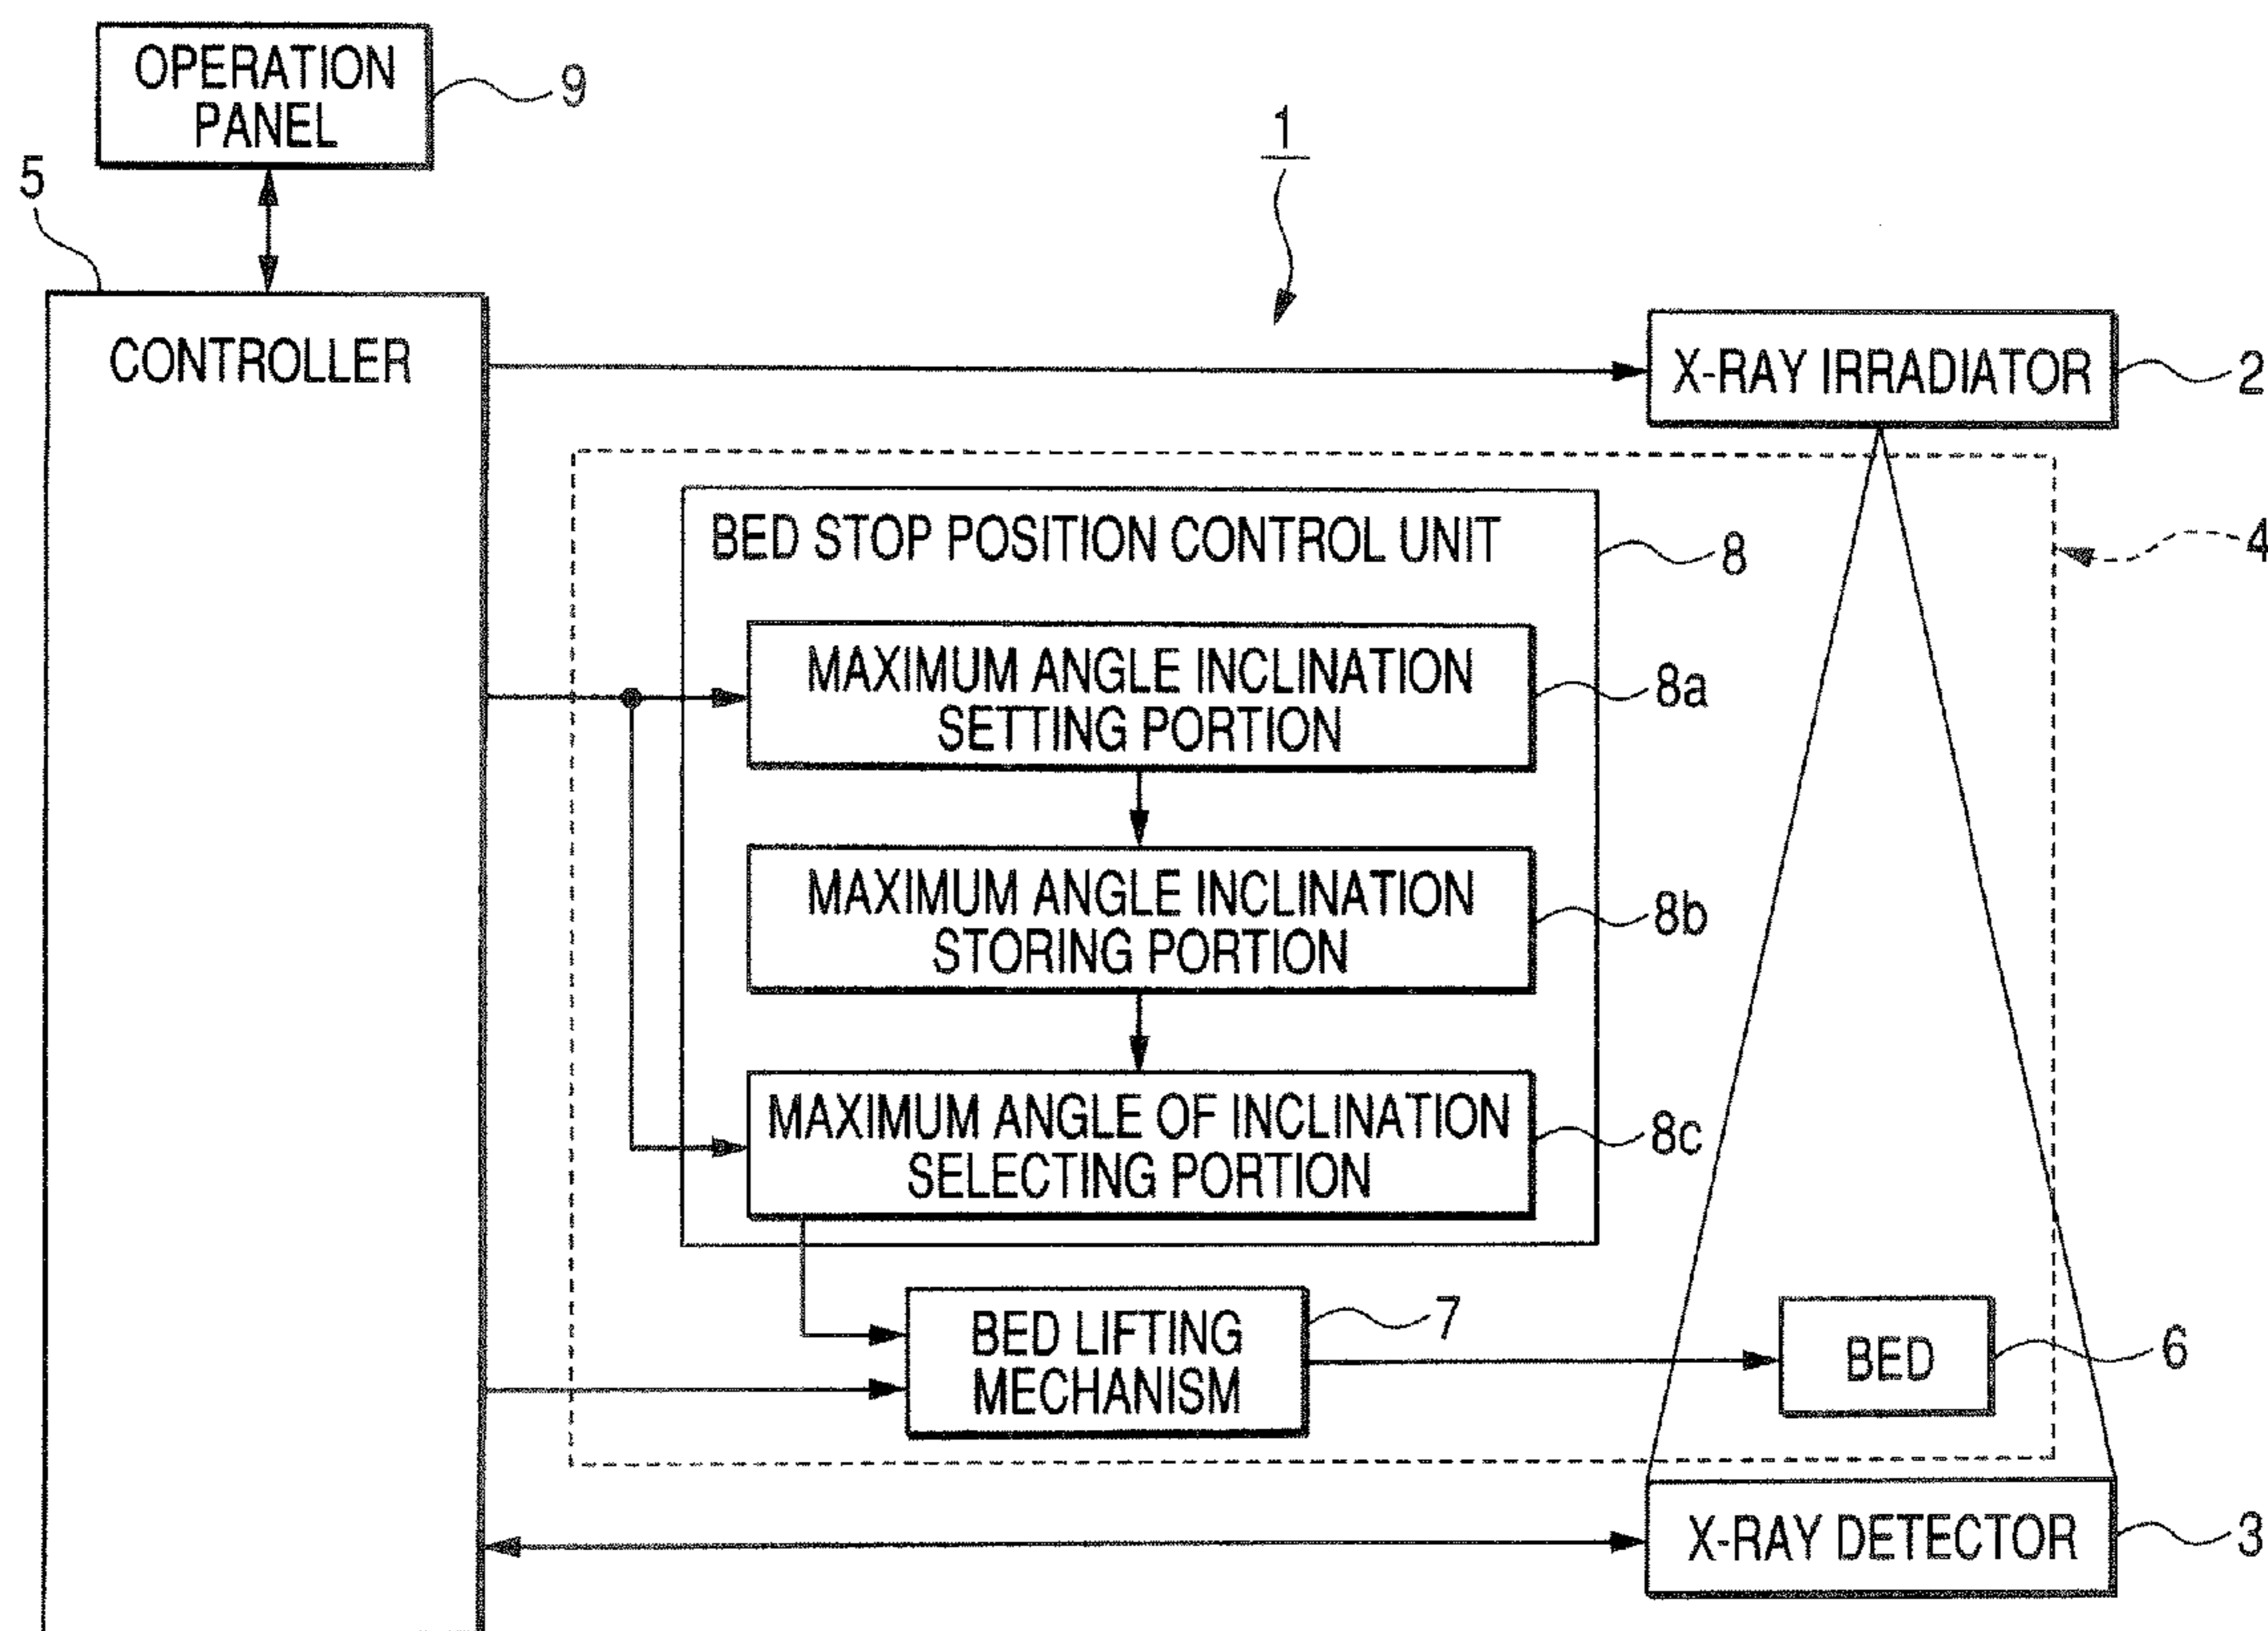 OPERATION
PANEL
9
1
5
CONTROLLER
X-RAY IRRADIATOR
2
BED STOP POSITION CONTROL UNIT
8
4
MAXIMUM ANGLE INCLINATION
SETTING PORTION
8a
MAXIMUM ANGLE INCLINATION
STORING PORTION
8b
MAXIMUM ANGLE OF INCLINATION
SELECTING PORTION
8c
BED LIFTING
MECHANISM
7
BED
6
X-RAY DETECTOR
3